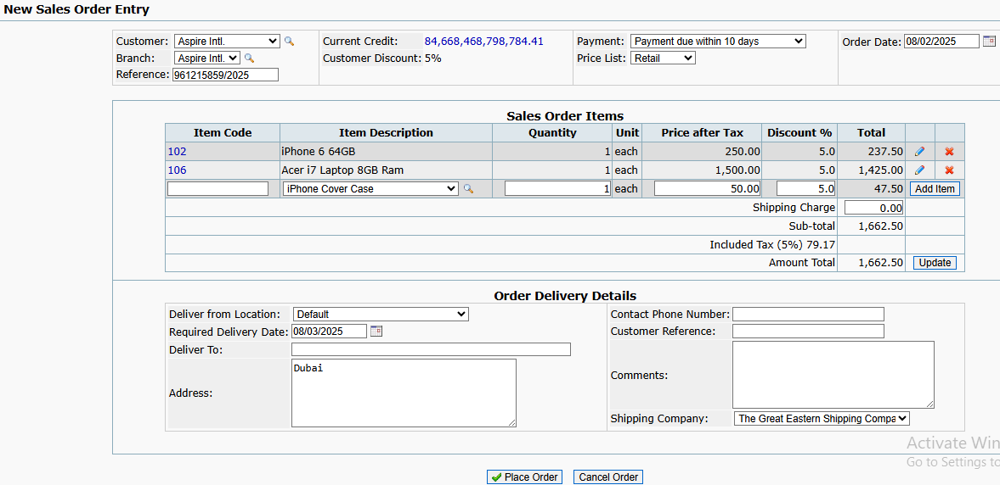 New Sales Order Entry
Customer: Aspire Intl. Current Credit: 84,668,468,798,784.41 Payment: Payment due within 10 days Order Date: 08/02/2025
Branch: Aspire Intl. Customer Discount: 5% Price List: Retail
Reference: 961215859/2025
Sales Order Items
Item Code Item Description Quantity Unit Price after Tax Discount % Total
102 iPhone 6 64GB 1 each 250.00 5.0 237.50
106 Acer i7 Laptop 8GB Ram 1 each 1,500.00 5.0 1,425.00
iPhone Cover Case 1 each 50.00 5.0 47.50 Add Item
Shipping Charge 0.00
Sub-total 1,662.50
Included Tax (5%) 79.17
Amount Total 1,662.50 Update
Order Delivery Details
Deliver from Location: Default Contact Phone Number:
Required Delivery Date: 08/03/2025 Customer Reference:
Deliver To:
Address: Dubai Comments:
Shipping Company: The Great Eastern Shipping Compa
Activate Win
Go to Settings to
Place Order Cancel Order